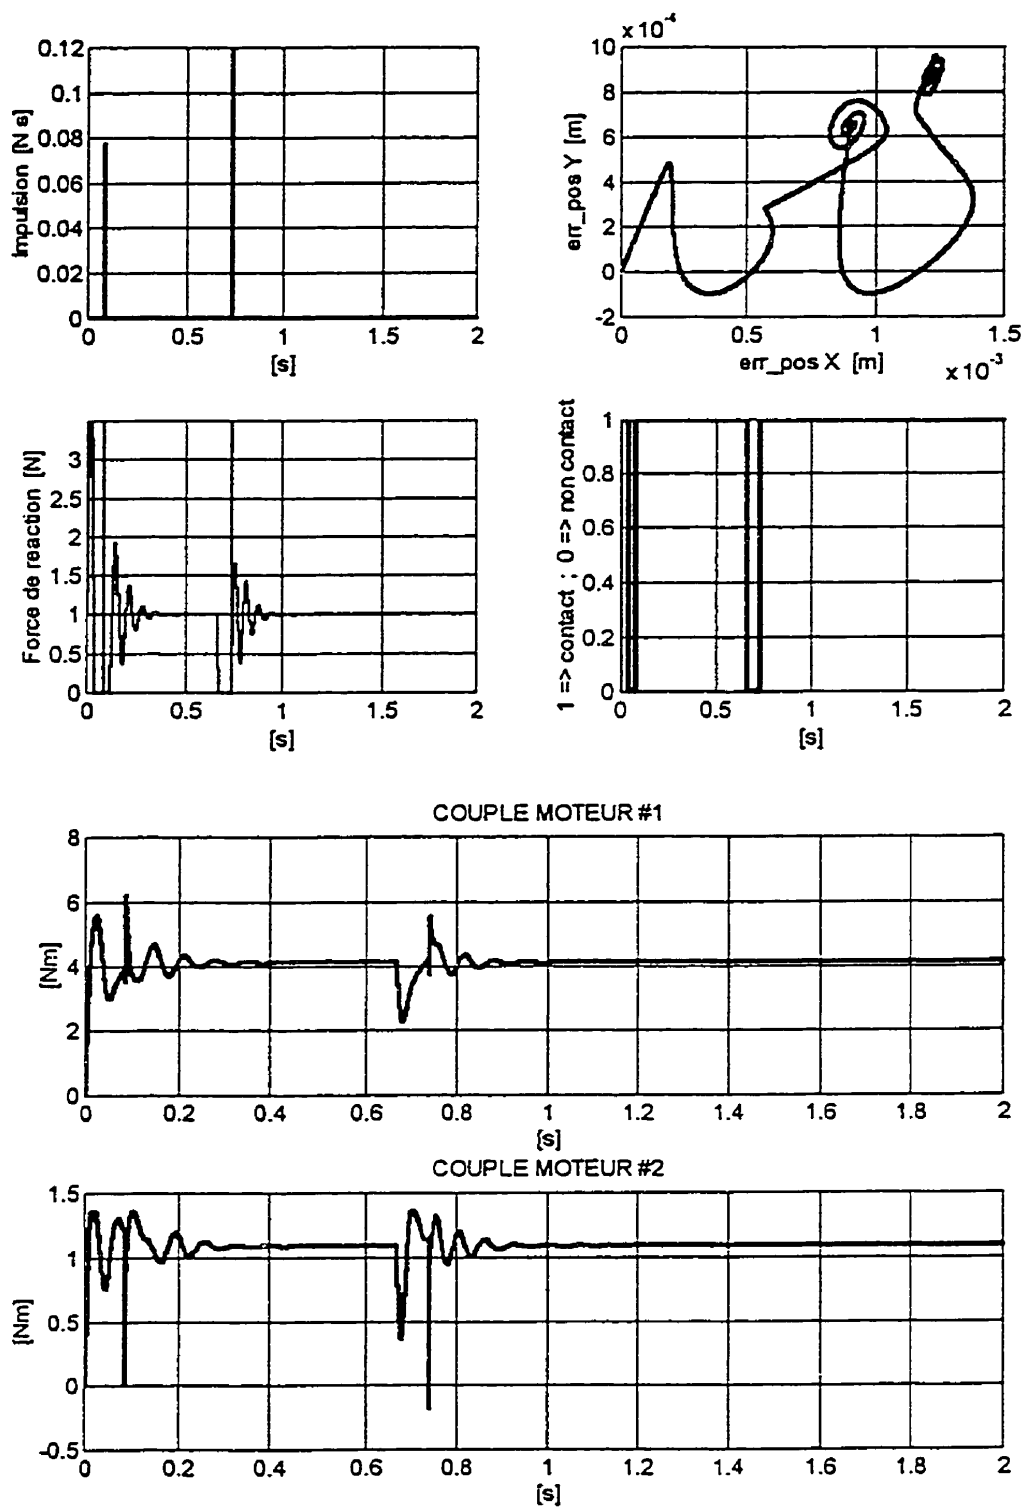 0.12
0.1
0.08
0.06
0.04
0.02
0
Impulsion [N s]
0 0.5 1 1.5 2
[s]
x 10⁻⁴
10
8
6
4
2
0
-2
err_pos Y [m]
0 0.5 1 1.5
err_pos X [m]
x 10⁻³
3
2.5
2
1.5
1
0.5
0
Force de reaction [N]
0 0.5 1 1.5 2
[s]
1
0.8
0.6
0.4
0.2
0
1 => contact ; 0 => non contact
0 0.5 1 1.5 2
[s]
COUPLE MOTEUR #1
8
6
4
2
0
[Nm]
0 0.2 0.4 0.6 0.8 1 1.2 1.4 1.6 1.8 2
[s]
COUPLE MOTEUR #2
1.5
1
0.5
0
-0.5
[Nm]
0 0.2 0.4 0.6 0.8 1 1.2 1.4 1.6 1.8 2
[s]